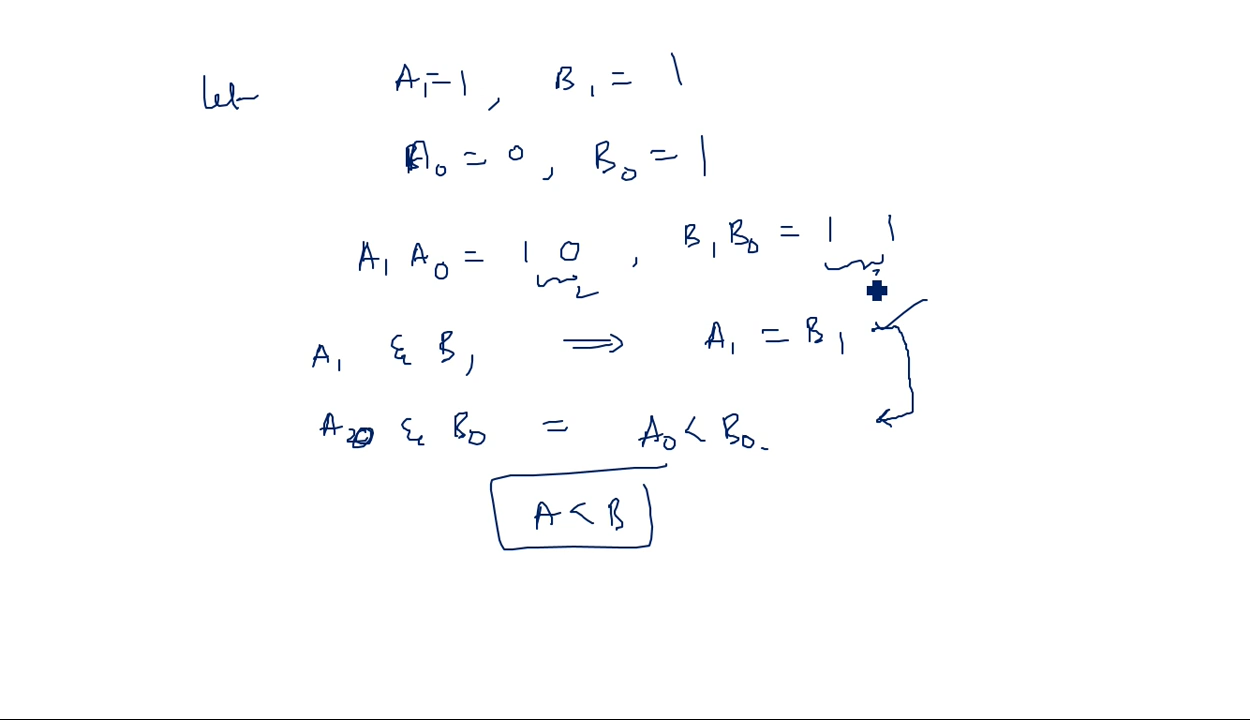 let A₁ = 1 , B₁ = 1
A₀ = 0 , B₀ = 1
A₁ A₀ = 1 0 , B₁ B₀ = 1 1
A₁ & B₁ ⟹ A₁ = B₁
A₀ & B₀ = A₀ < B₀.
A < B